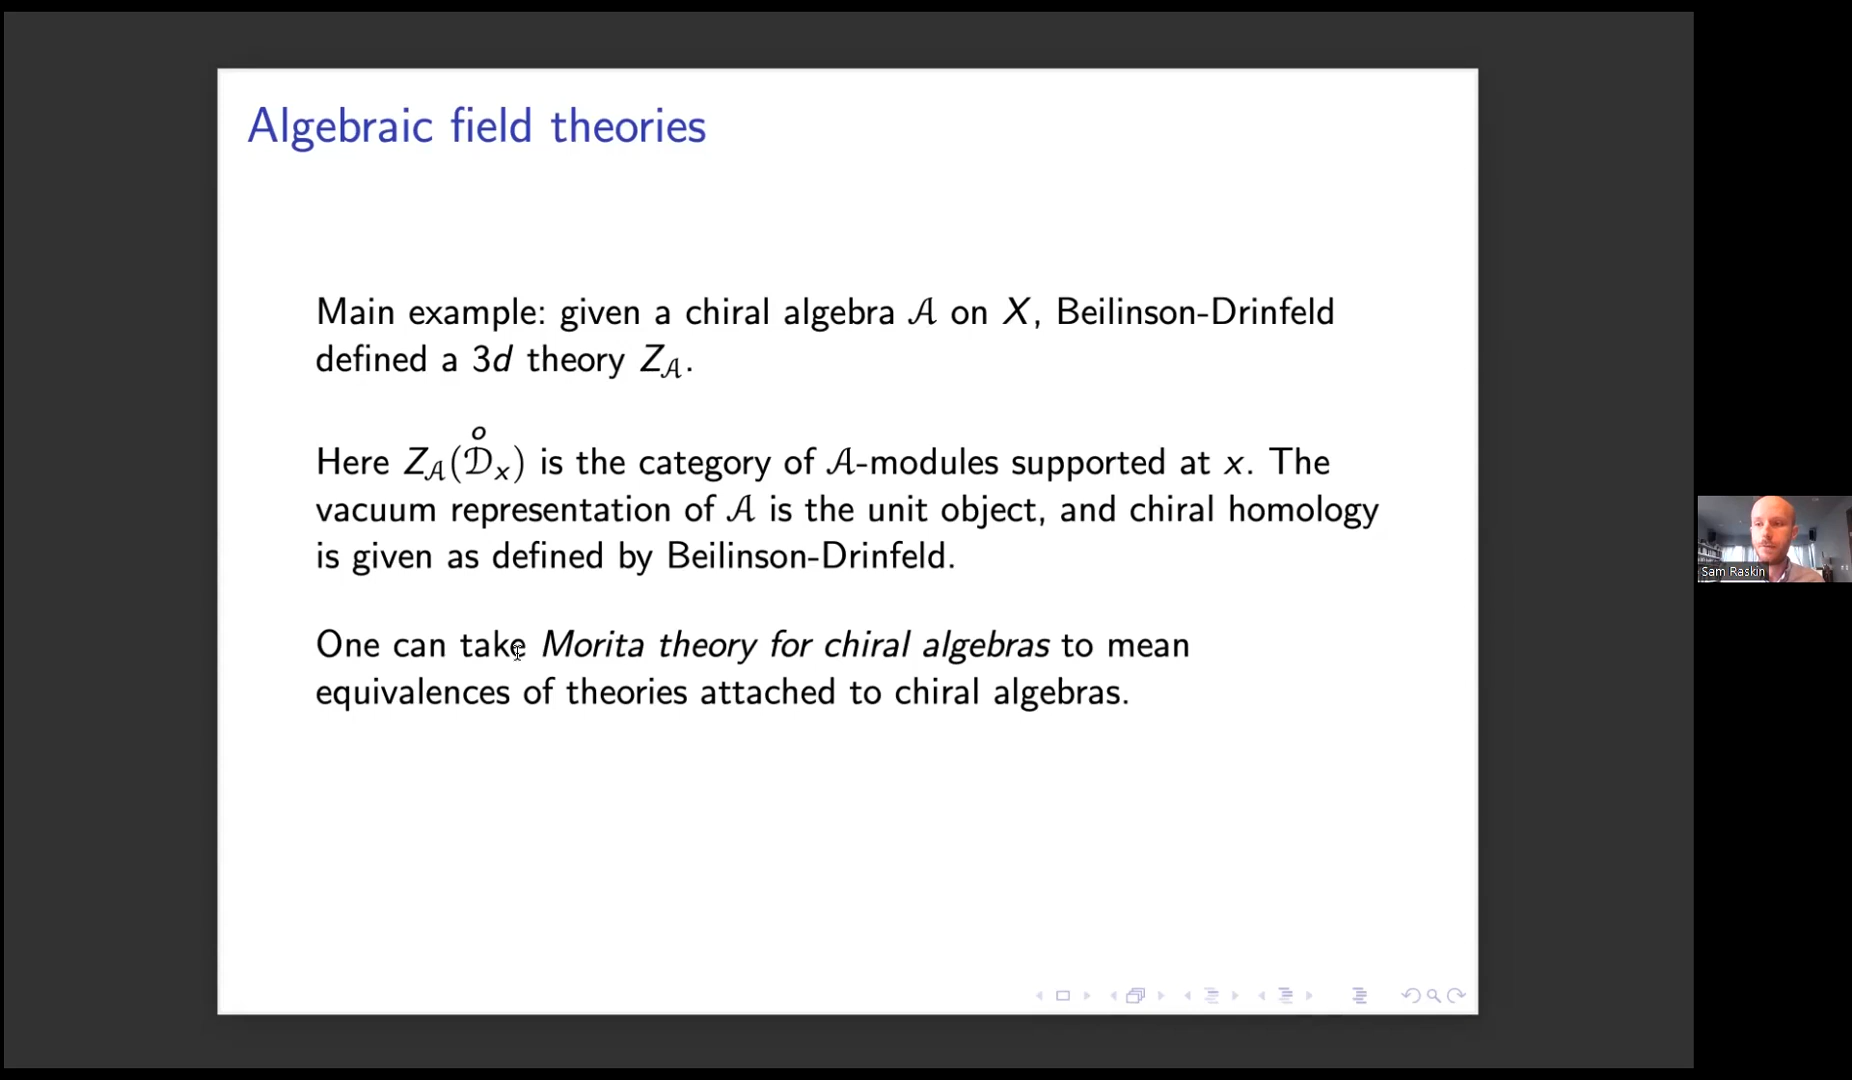 Algebraic field theories
Main example: given a chiral algebra 𝒜 on X, Beilinson-Drinfeld
defined a 3d theory Z_𝒜.
Here Z_𝒜(𝒟̊_x) is the category of 𝒜-modules supported at x. The
vacuum representation of 𝒜 is the unit object, and chiral homology
is given as defined by Beilinson-Drinfeld.
One can take Morita theory for chiral algebras to mean
equivalences of theories attached to chiral algebras.
Sam Raskin